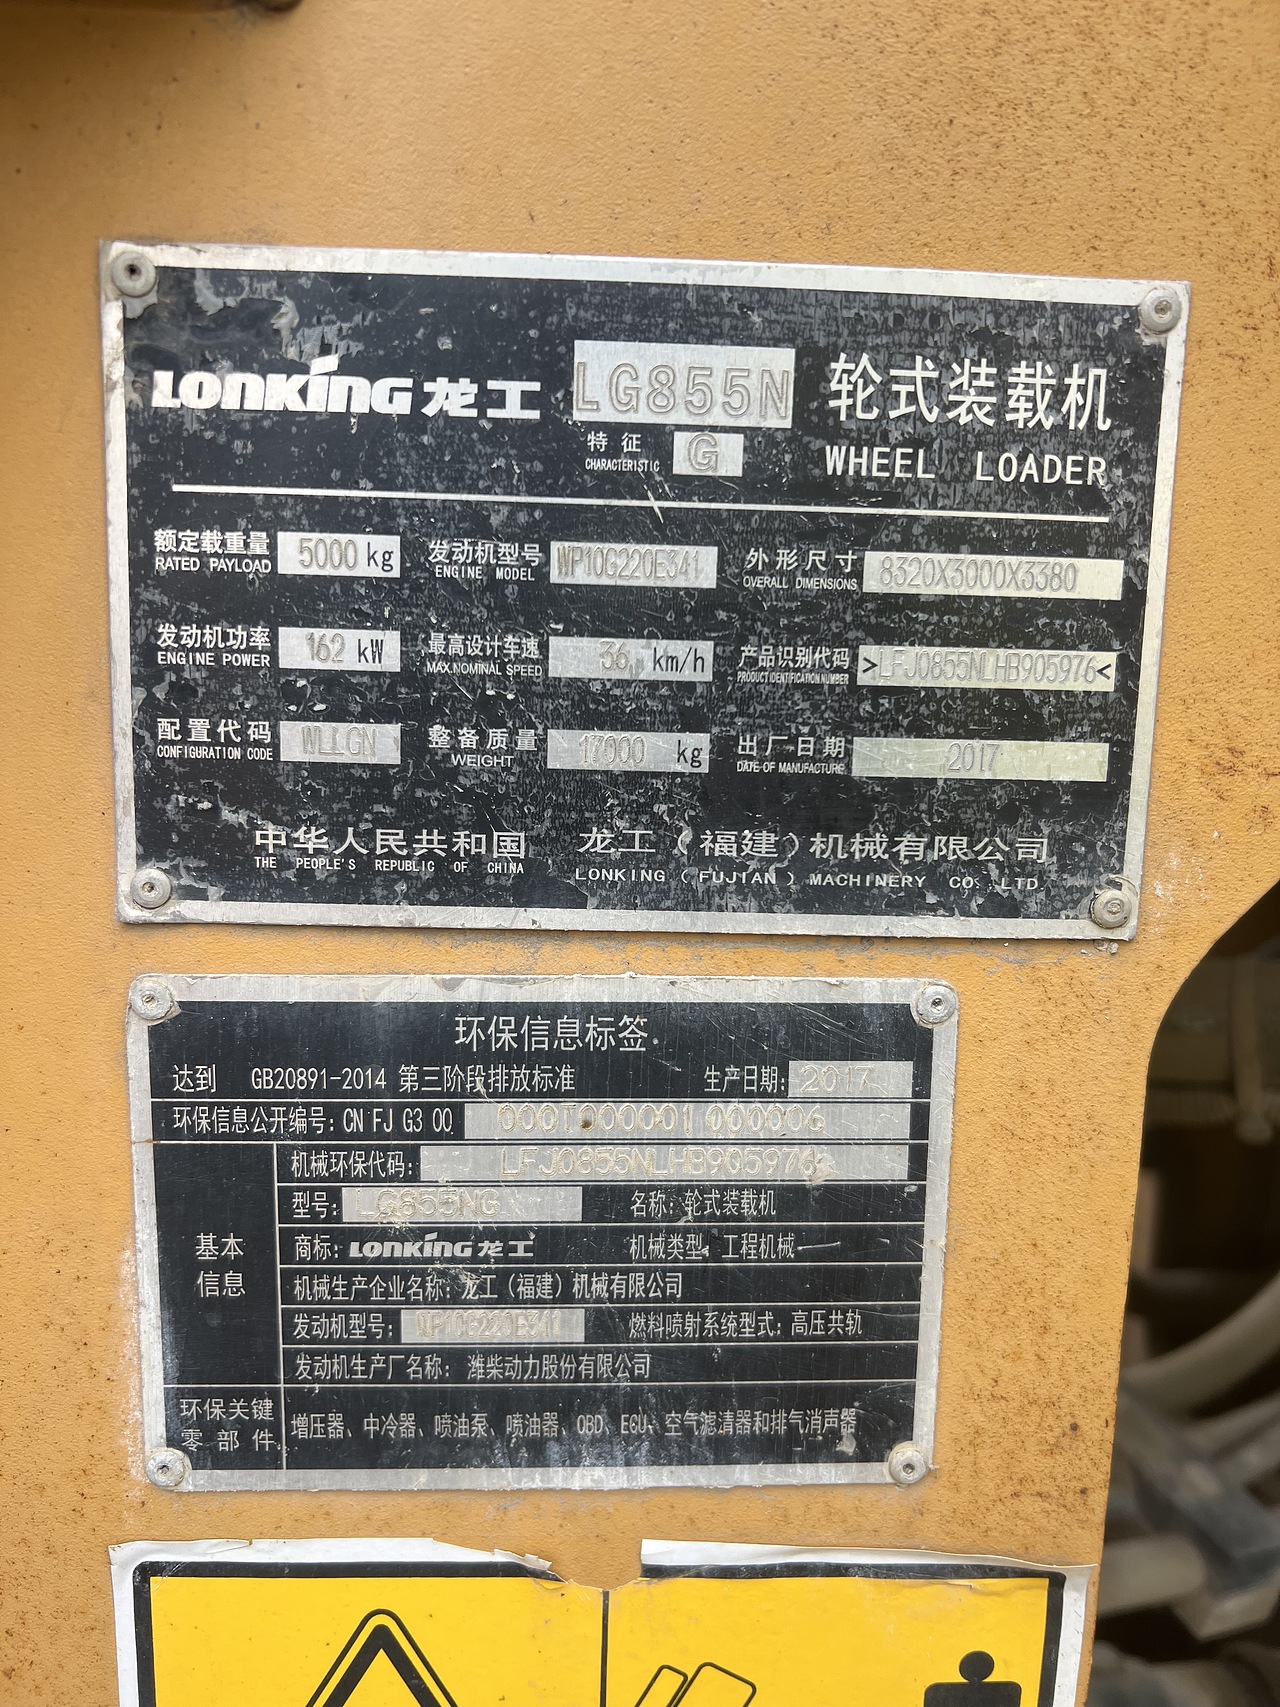 LONKING 龙工 LG855N 轮式装载机
特征 CHARACTERISTIC G WHEEL LOADER
额定载重量 RATED PAYLOAD 5000 kg 发动机型号 ENGINE MODEL WP10G220E341 外形尺寸 OVERALL DIMENSIONS 8320X3000X3380
发动机功率 ENGINE POWER 162 kW 最高设计车速 MAX.NOMINAL SPEED 36 km/h 产品识别代码 PRODUCT IDENTIFICATION NUMBER >LFJ0855NLHB905976<
配置代码 CONFIGURATION CODE WLLGN 整备质量 WEIGHT 17000 kg 出厂日期 DATE OF MANUFACTURE 2017
中华人民共和国 龙工（福建）机械有限公司
THE PEOPLE'S REPUBLIC OF CHINA LONKING (FUJIAN) MACHINERY CO.,LTD.
环保信息标签
达到 GB20891-2014 第三阶段排放标准 生产日期: 2017
环保信息公开编号: CN FJ G3 00 000T000001 000006
机械环保代码: LFJ0855NLHB905976
型号: LG855NG 名称: 轮式装载机
基本信息 商标: LONKING 龙工 机械类型: 工程机械
机械生产企业名称: 龙工（福建）机械有限公司
发动机型号: WP10G220E341 燃料喷射系统型式: 高压共轨
发动机生产厂名称: 潍柴动力股份有限公司
环保关键零部件 增压器、中冷器、喷油泵、喷油器、OBD、ECU、空气滤清器和排气消声器